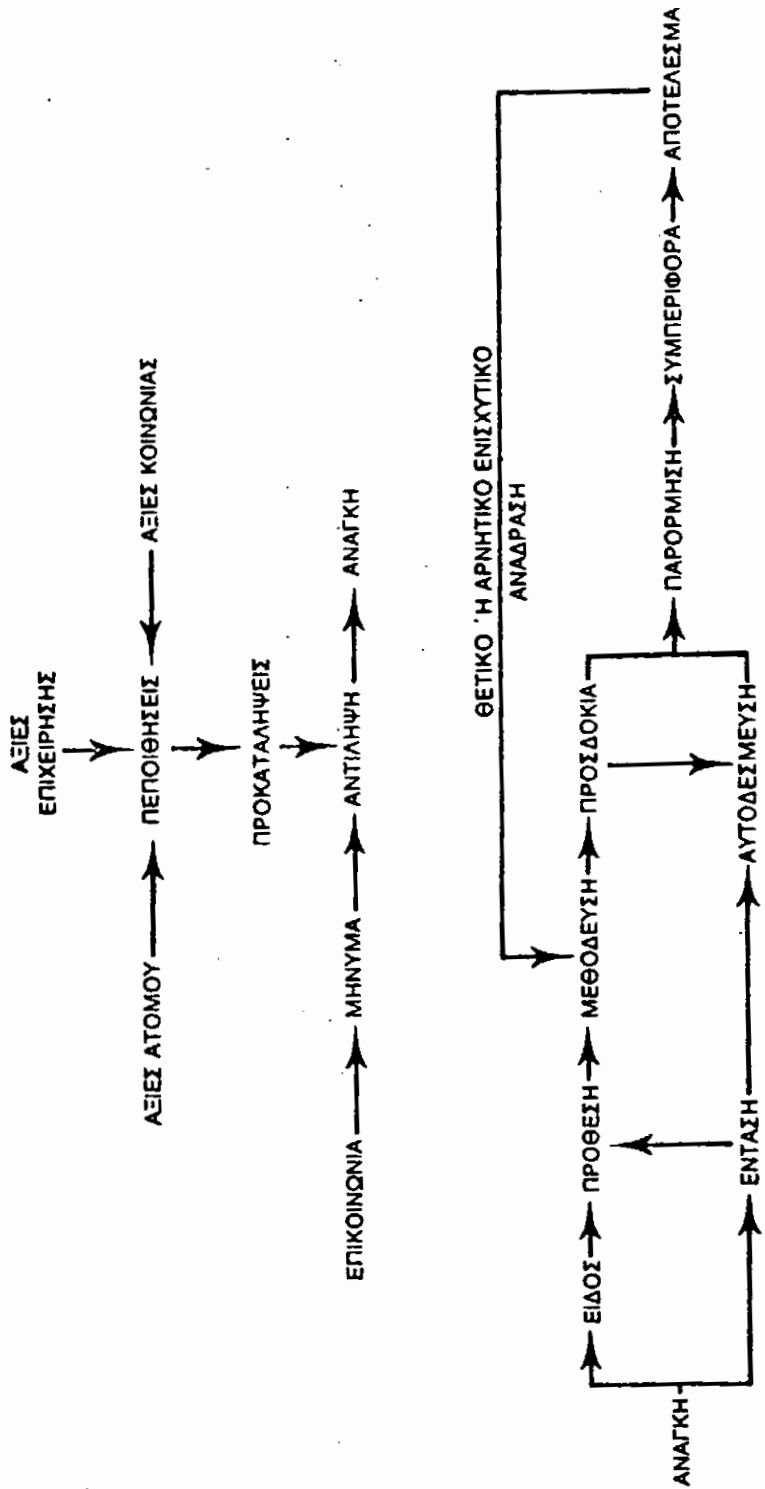 ΑΞΙΕΣ
ΕΠΙΧΕΙΡΗΣΗΣ
ΑΞΙΕΣ ΑΤΟΜΟΥ ΠΕΠΟΙΘΗΣΕΙΣ ΑΞΙΕΣ ΚΟΙΝΩΝΙΑΣ
ΠΡΟΚΑΤΑΛΗΨΕΙΣ
ΕΠΙΚΟΙΝΩΝΙΑ ΜΗΝΥΜΑ ΑΝΤΙΛΗΨΗ ΑΝΑΓΚΗ
ΘΕΤΙΚΟ Ή ΑΡΝΗΤΙΚΟ ΕΝΙΣΧΥΤΙΚΟ
ΑΝΑΔΡΑΣΗ
ΕΙΔΟΣ ΠΡΟΘΕΣΗ ΜΕΘΟΔΕΥΣΗ ΠΡΟΣΔΟΚΙΑ
ΑΝΑΓΚΗ ΠΑΡΟΡΜΗΣΗ ΣΥΜΠΕΡΙΦΟΡΑ ΑΠΟΤΕΛΕΣΜΑ
ΕΝΤΑΣΗ ΑΥΤΟΔΕΣΜΕΥΣΗ